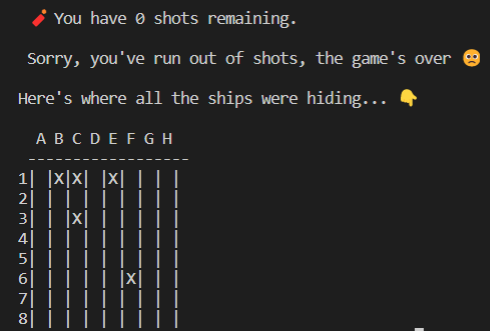 🧨 You have 0 shots remaining.
Sorry, you've run out of shots, the game's over 🥺
Here's where all the ships were hiding... 👇
A B C D E F G H
-------------------
1| |X|X| |X| | | |
2| | | | | | | | |
3| | |X| | | | | |
4| | | | | | | | |
5| | | | | | | | |
6| | | | | |X| | |
7| | | | | | | | |
8| | | | | | | | |